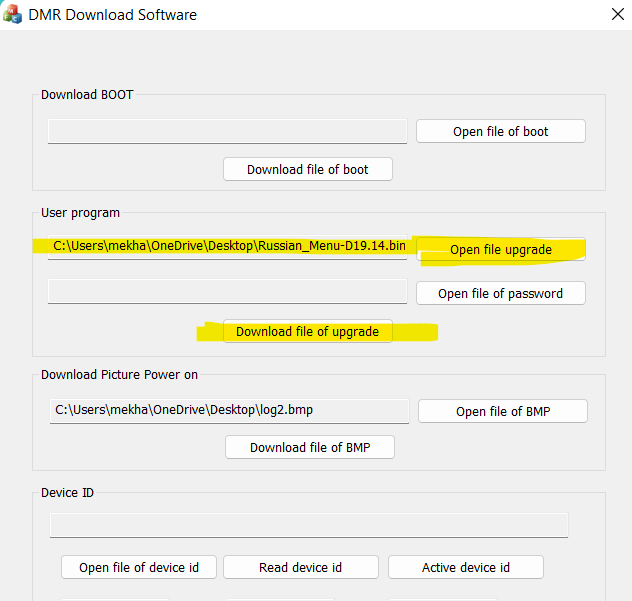 DMR Download Software
Download BOOT
Open file of boot
Download file of boot
User program
C:\Users\mekha\OneDrive\Desktop\Russian_Menu-D19.14.bin
Open file upgrade
Open file of password
Download file of upgrade
Download Picture Power on
C:\Users\mekha\OneDrive\Desktop\log2.bmp
Open file of BMP
Download file of BMP
Device ID
Open file of device id
Read device id
Active device id